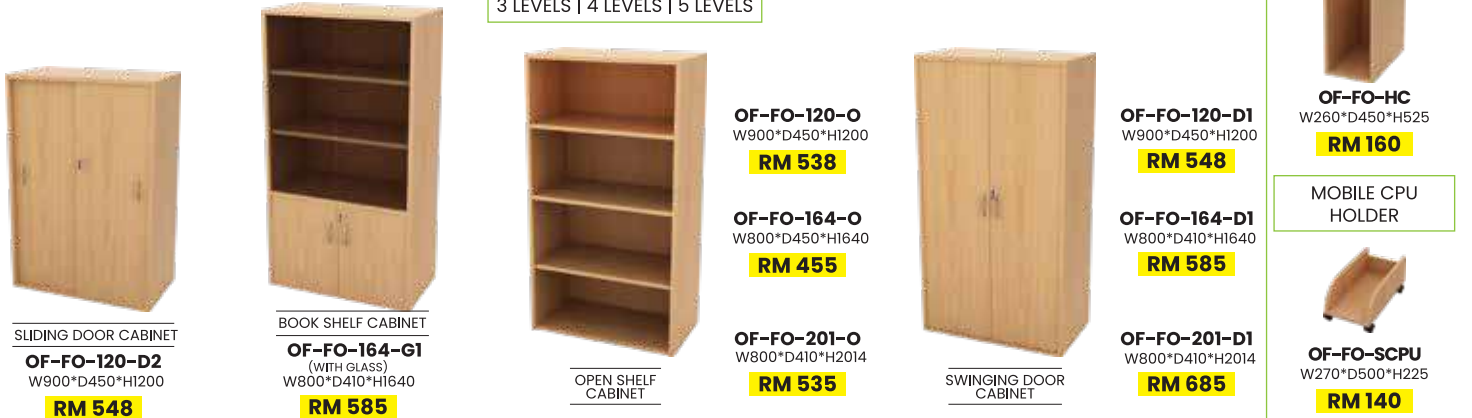 3 LEVELS | 4 LEVELS | 5 LEVELS
SLIDING DOOR CABINET
OF-FO-120-D2
W900*D450*H1200
RM 548
BOOK SHELF CABINET
OF-FO-164-G1
(WITH GLASS)
W800*D410*H1640
RM 585
OPEN SHELF
CABINET
OF-FO-120-O
W900*D450*H1200
RM 538
OF-FO-164-O
W800*D450*H1640
RM 455
OF-FO-201-O
W800*D410*H2014
RM 535
SWINGING DOOR
CABINET
OF-FO-120-D1
W900*D450*H1200
RM 548
OF-FO-164-D1
W800*D410*H1640
RM 585
OF-FO-201-D1
W800*D410*H2014
RM 685
OF-FO-HC
W260*D450*H525
RM 160
MOBILE CPU
HOLDER
OF-FO-SCPU
W270*D500*H225
RM 140